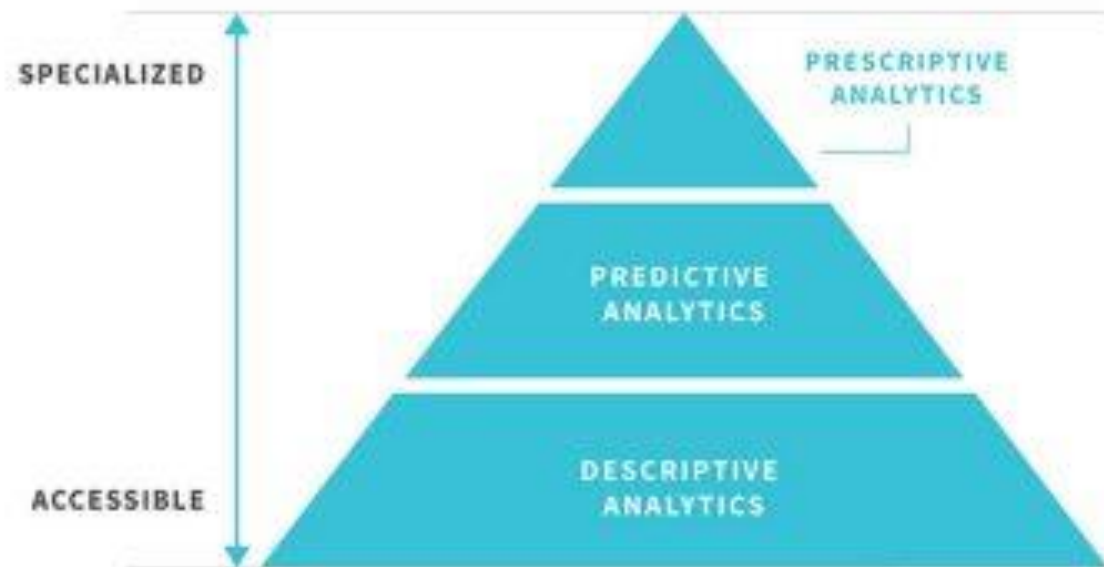 SPECIALIZED
PRESCRIPTIVE
ANALYTICS
PREDICTIVE
ANALYTICS
DESCRIPTIVE
ANALYTICS
ACCESSIBLE